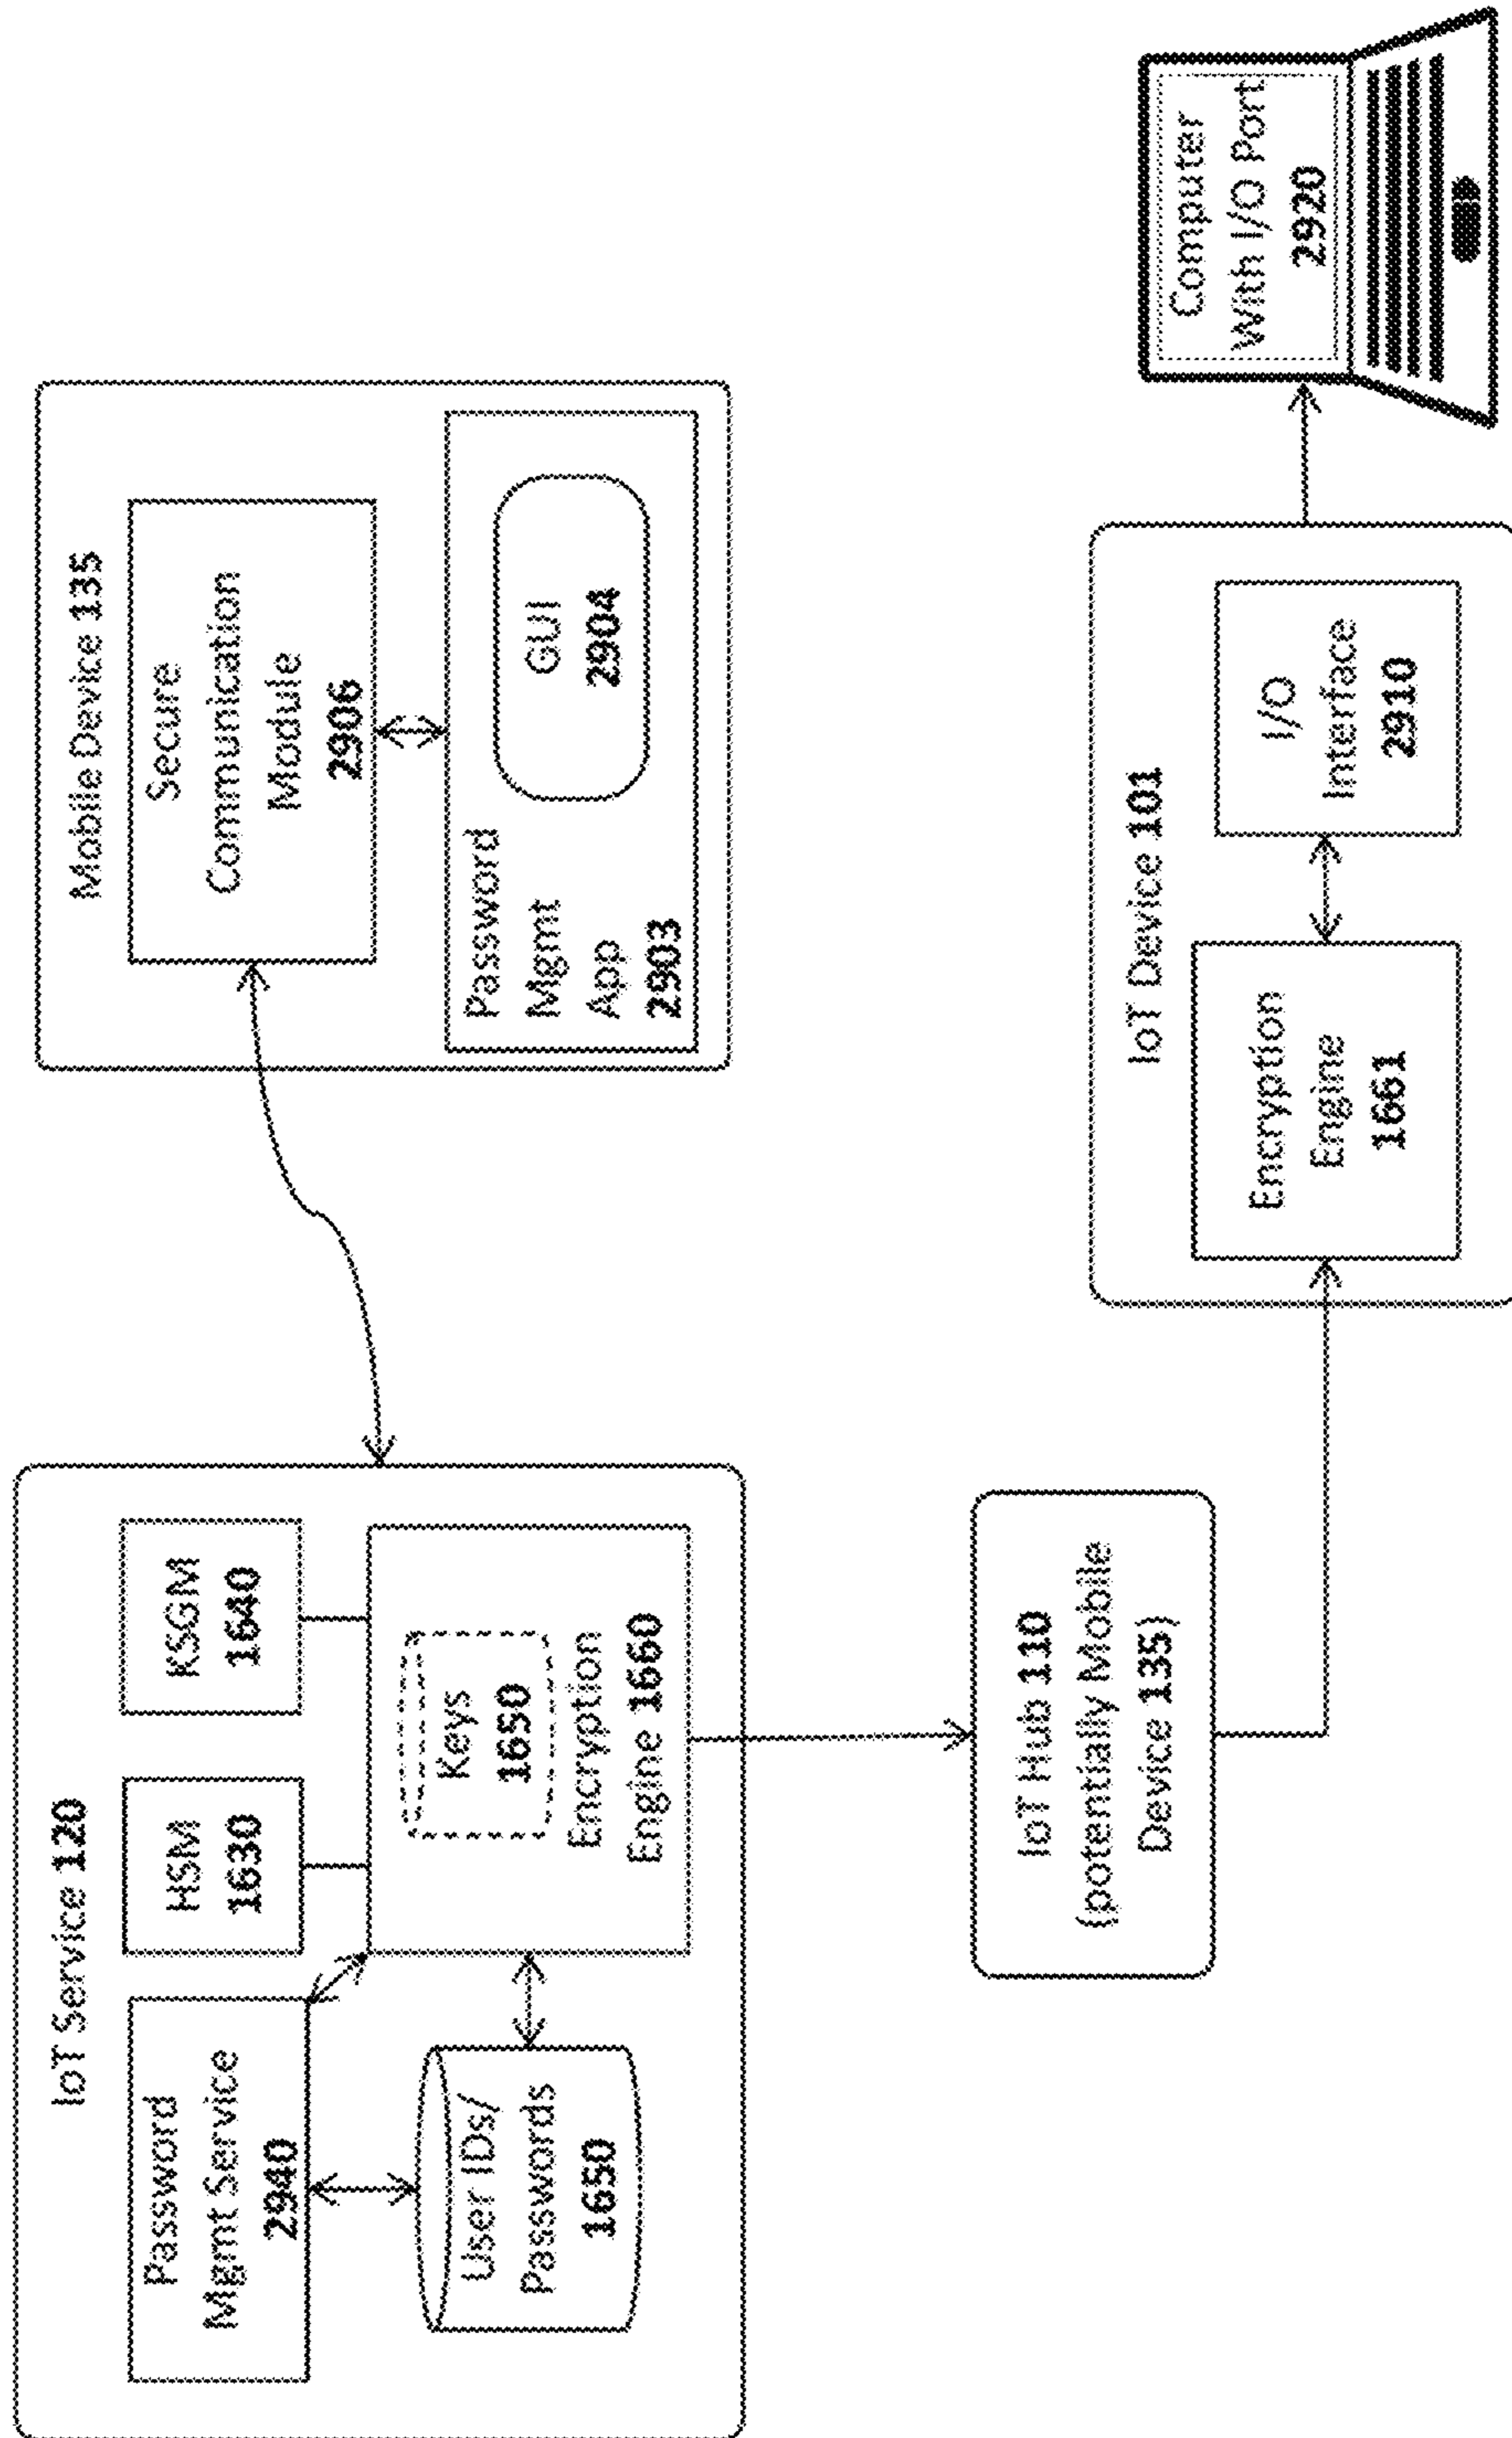 IoT Service 120
Password
Mgmt Service
2940
HSM
1630
KSGM
1640
User IDs/
Passwords
1650
Keys
1650
Encryption
Engine 1660
Mobile Device 135
Secure
Communication
Module
2906
Password
Mgmt
App
2903
GUI
2904
IoT Hub 110
(potentially Mobile
Device 135)
IoT Device 101
Encryption
Engine
1661
I/O
Interface
2910
Computer
With I/O Port
2920